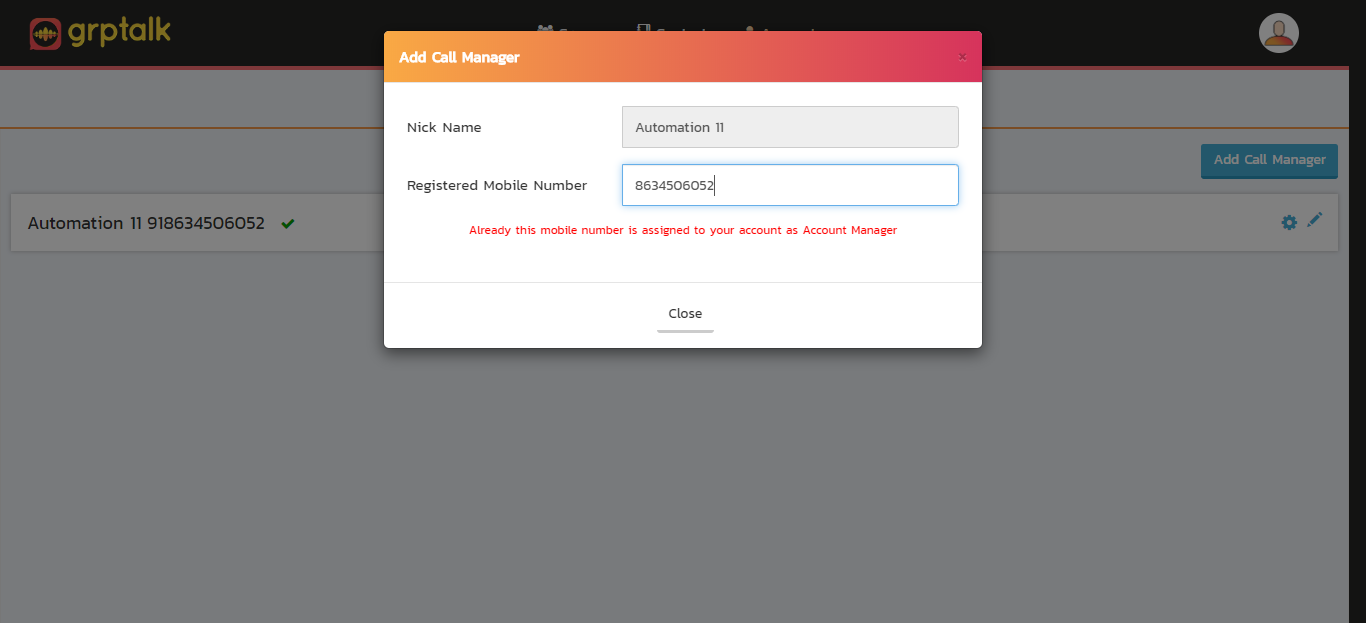 grptalk
Add Call Manager
×
Nick Name
Automation 11
Add Call Manager
Registered Mobile Number
8634506052
Automation 11 918634506052
Already this mobile number is assigned to your account as Account Manager
Close